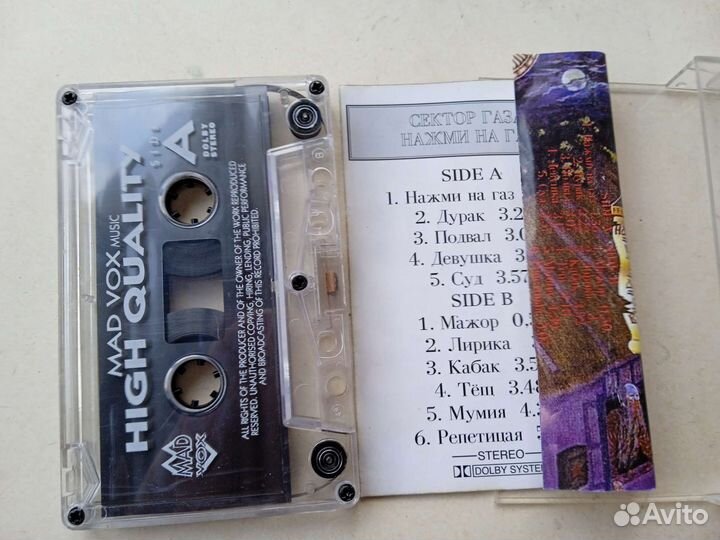 MAD VOX MUSIC
HIGH QUALITY
SIDE
A
DOLBY
STEREO
ALL RIGHTS OF THE PRODUCER AND OF THE OWNER OF THE WORK REPRODUCED
RESERVED. UNAUTHORISED COPYING, HIRING, LENDING, PUBLIC PERFORMANCE
AND BROADCASTING OF THIS RECORD PROHIBITED.
MAD
VOX
СЕКТОР ГАЗА
НАЖМИ НА ГА
SIDE A
1. Нажми на газ
2. Дурак 3.2
3. Подвал 3.0
4. Девушка 3.
5. Суд 3.57
SIDE B
1. Мажор 0.
2. Лирика
3. Кабак 3.5
4. Тёщ 3.48
5. Мумия 4.
6. Репетицая
STEREO
DOLBY SYSTE
Avito